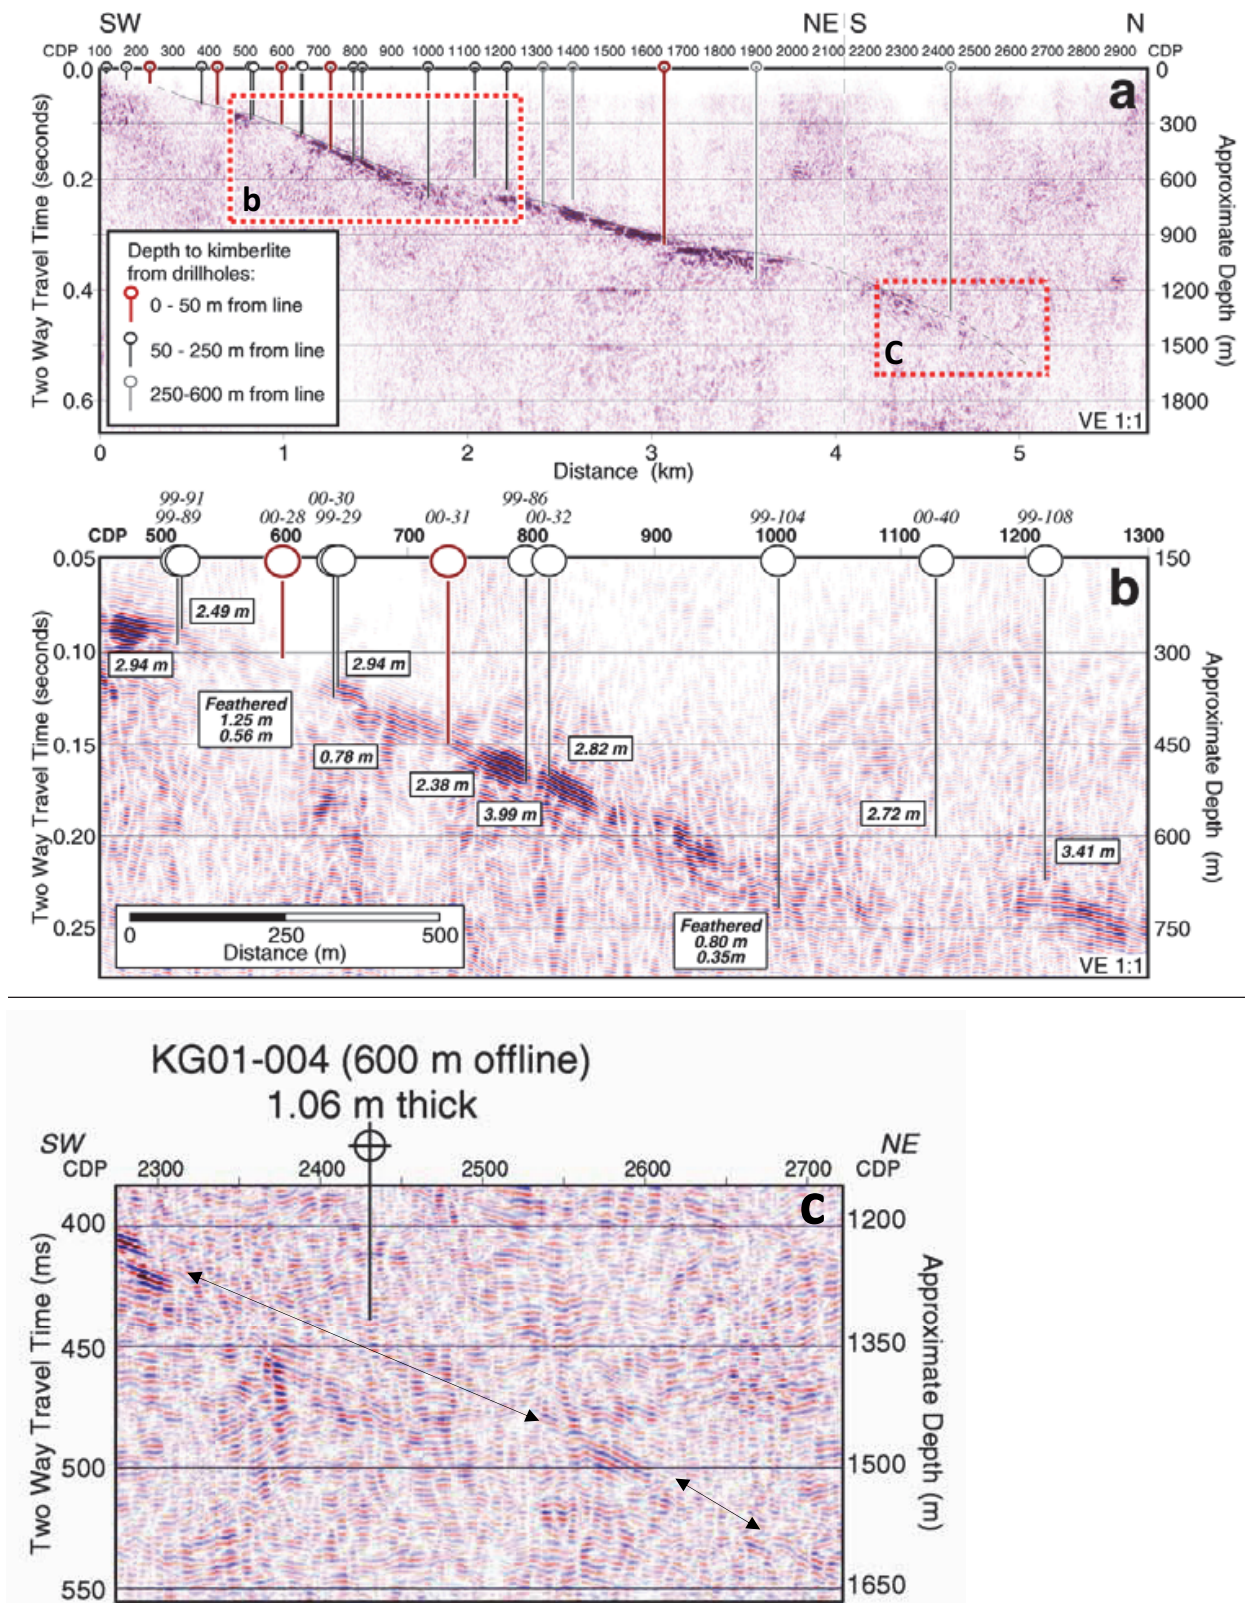 SW NE S N
CDP 100 200 300 400 500 600 700 800 900 1000 1100 1200 1300 1400 1500 1600 1700 1800 1900 2000 2100 2200 2300 2400 2500 2600 2700 2800 2900 CDP
0.0 0
a
0.1 300
0.2 600
b
0.3 900
0.4 1200
C
0.5 1500
0.6 1800
VE 1:1
Two Way Travel Time (seconds)
Approximate Depth (m)
Depth to kimberlite
from drillholes:
0 - 50 m from line
50 - 250 m from line
250-600 m from line
0 1 2 3 4 5
Distance (km)
99-91 00-30 99-86
99-89 00-28 99-29 00-31 00-32 99-104 00-40 99-108
CDP 500 600 700 800 900 1000 1100 1200 1300
0.05 150
b
2.49 m
0.10 300
2.94 m 2.94 m
Feathered
1.25 m
0.56 m
0.15 450
0.78 m 2.82 m
2.38 m
3.99 m 2.72 m
0.20 600
3.41 m
0.25 750
Feathered
0.80 m
0.35m
0 250 500
Distance (m)
VE 1:1
Two Way Travel Time (seconds)
Approximate Depth (m)
KG01-004 (600 m offline)
1.06 m thick
SW NE
CDP 2300 2400 2500 2600 2700 CDP
c
400 1200
450 1350
500 1500
550 1650
Two Way Travel Time (ms)
Approximate Depth (m)